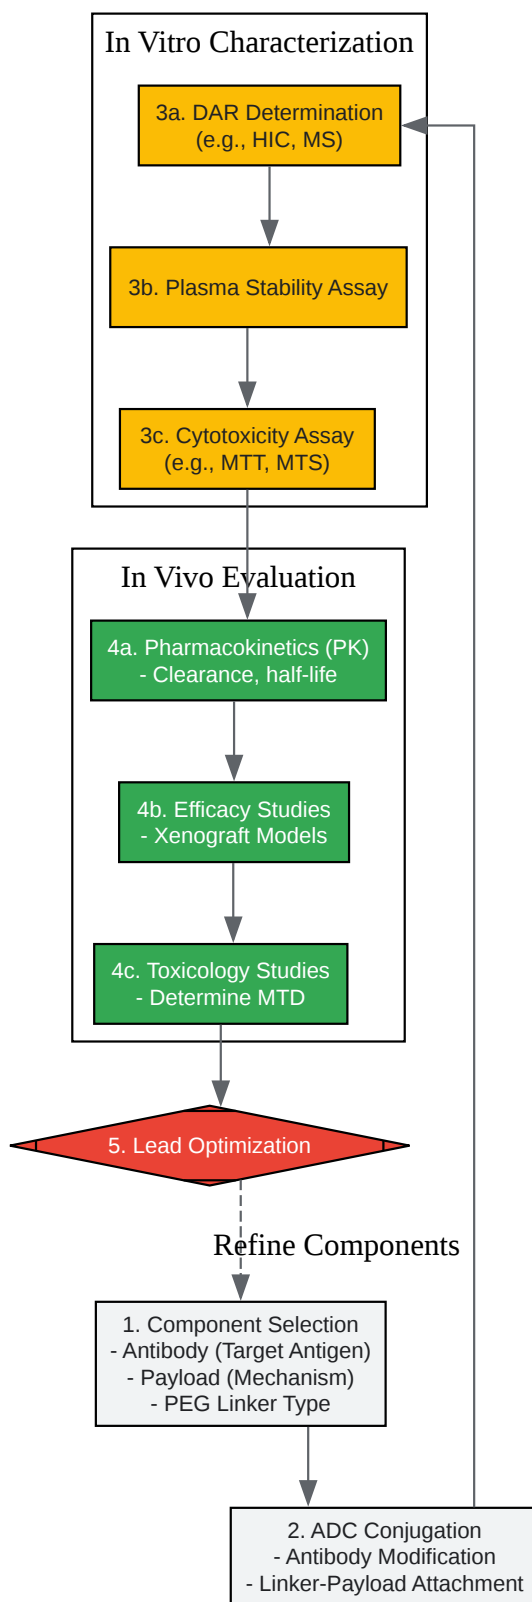 In Vitro Characterization
3a. DAR Determination
(e.g., HIC, MS)
3b. Plasma Stability Assay
3c. Cytotoxicity Assay
(e.g., MTT, MTS)
In Vivo Evaluation
4a. Pharmacokinetics (PK)
- Clearance, half-life
4b. Efficacy Studies
- Xenograft Models
4c. Toxicology Studies
- Determine MTD
5. Lead Optimization
Refine Components
1. Component Selection
- Antibody (Target Antigen)
- Payload (Mechanism)
- PEG Linker Type
2. ADC Conjugation
- Antibody Modification
- Linker-Payload Attachment